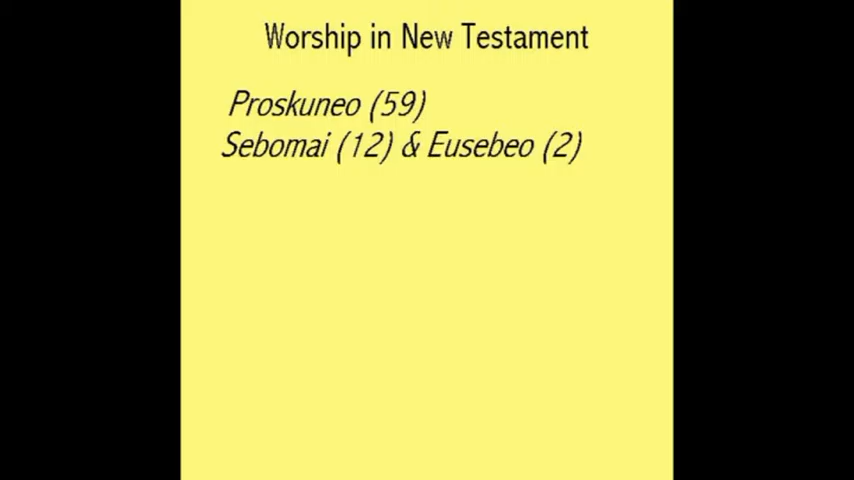 Worship in New Testament
Proskuneo (59)
Sebomai (12) & Eusebeo (2)